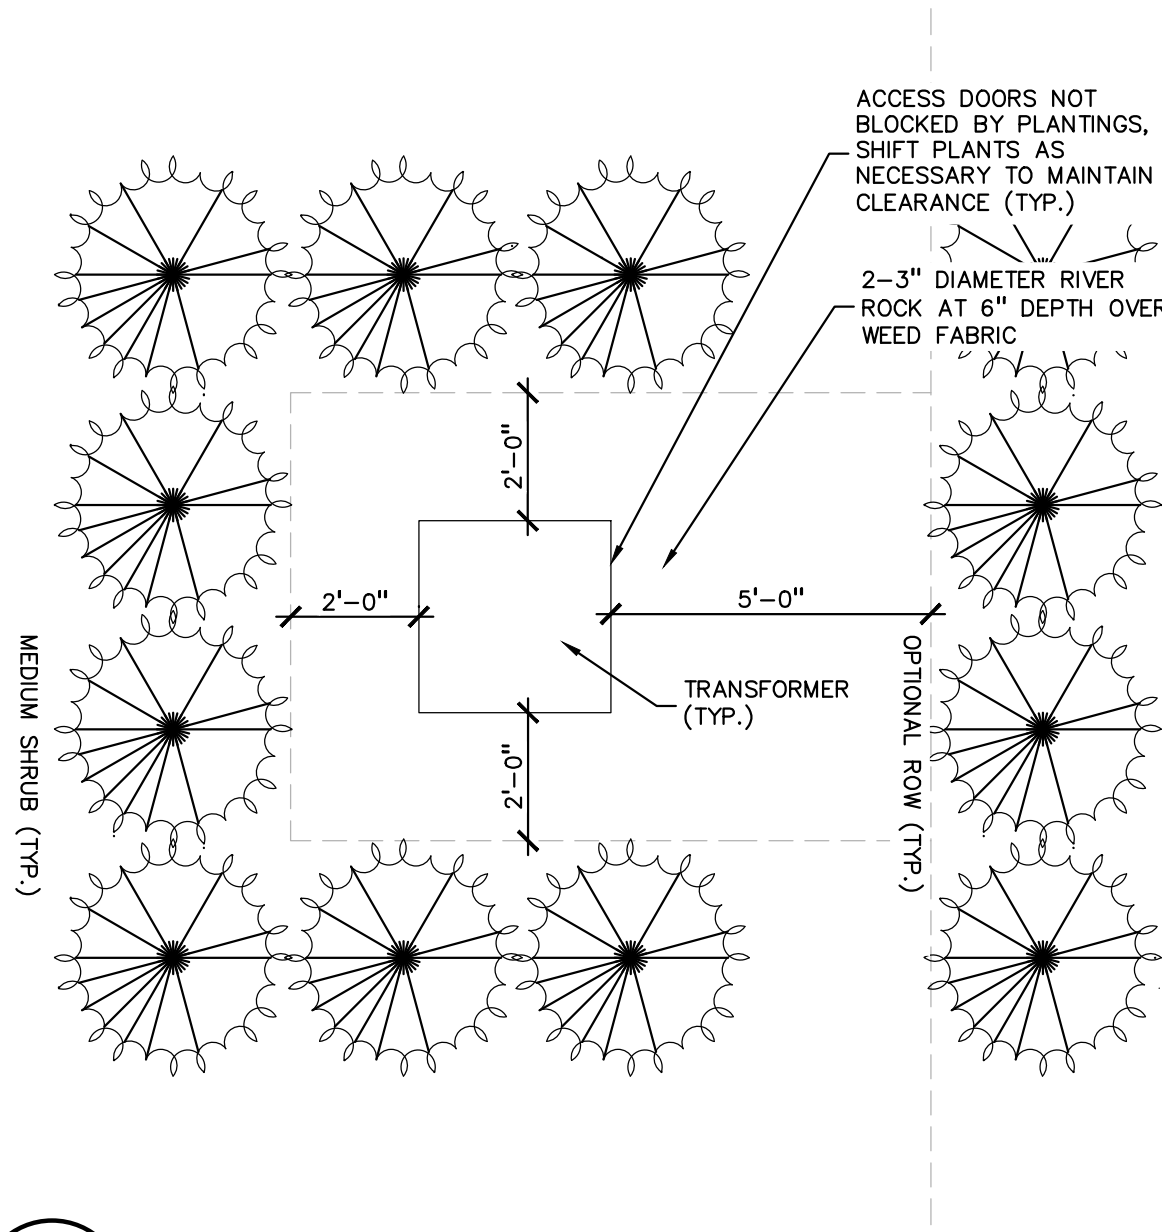 ACCESS DOORS NOT
BLOCKED BY PLANTINGS,
SHIFT PLANTS AS
NECESSARY TO MAINTAIN
CLEARANCE (TYP.)
2-3" DIAMETER RIVER
ROCK AT 6" DEPTH OVER
WEED FABRIC
2'-0"
2'-0"
5'-0"
TRANSFORMER
(TYP.)
2'-0"
MEDIUM SHRUB (TYP.)
OPTIONAL ROW (TYP.)